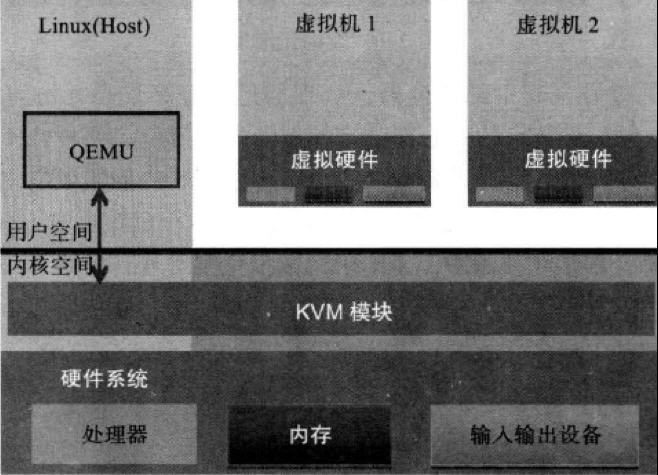 Linux(Host)
虚拟机 1
虚拟机 2
QEMU
虚拟硬件
虚拟硬件
用户空间
内核空间
KVM 模块
硬件系统
处理器
内存
输入输出设备